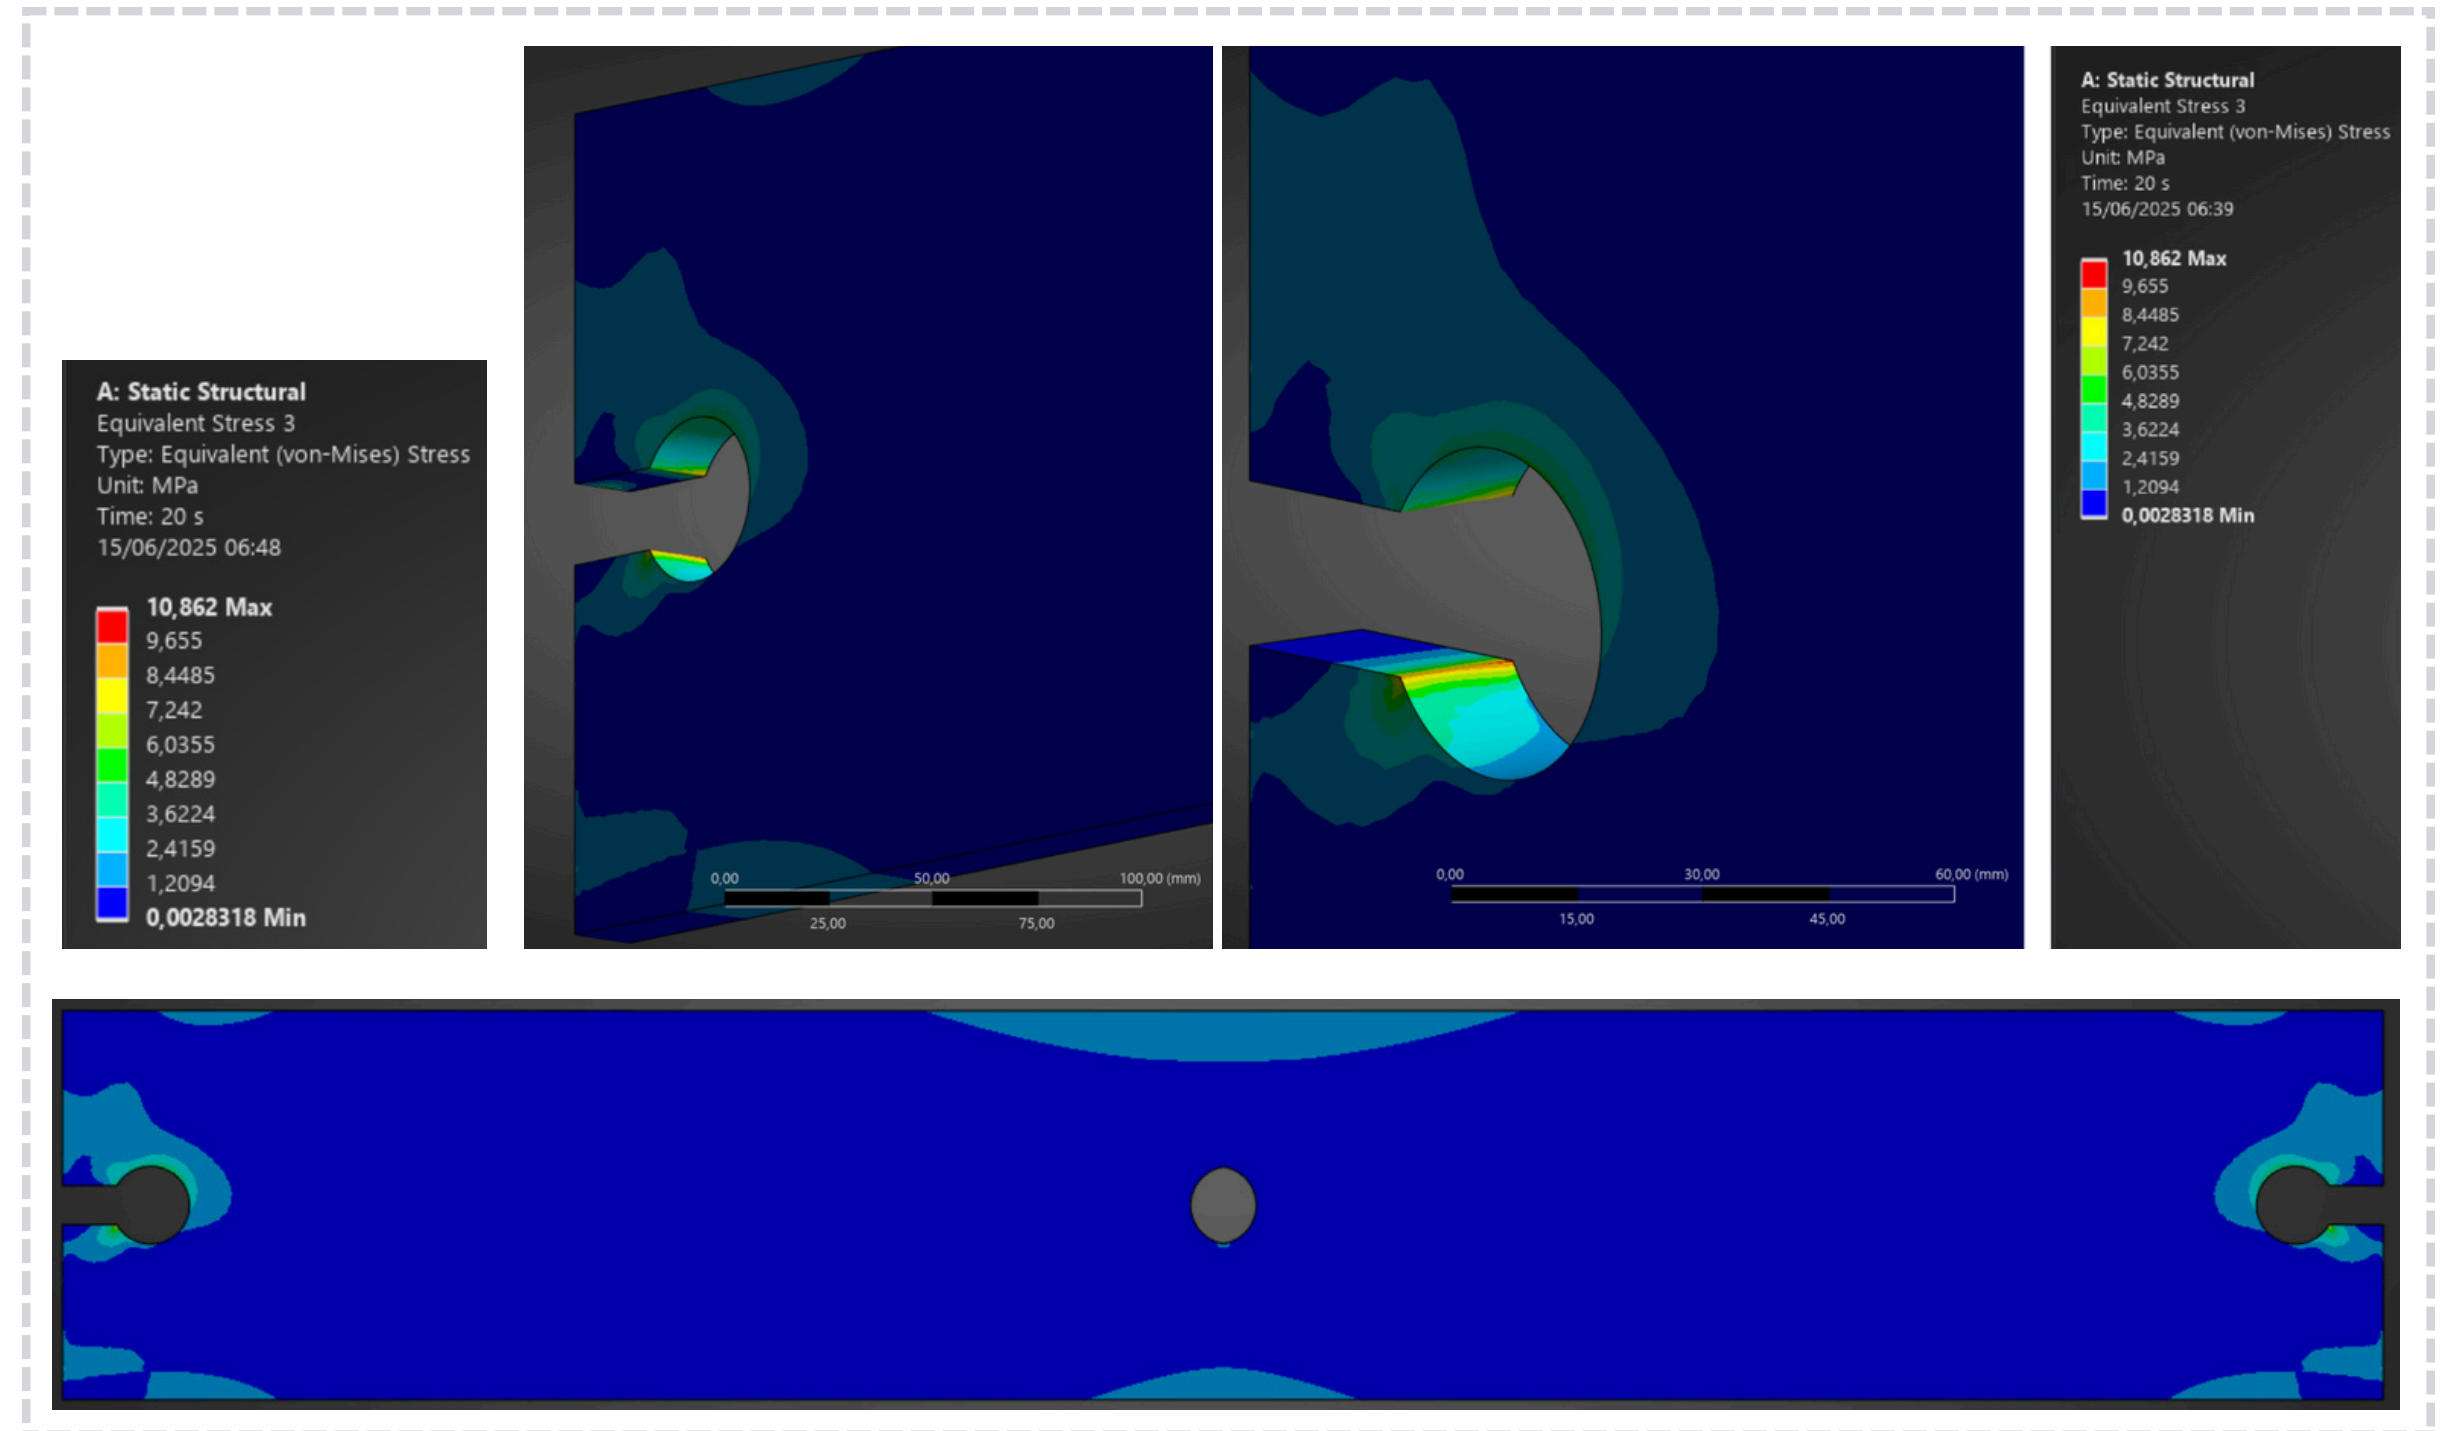 A: Static Structural
Equivalent Stress 3
Type: Equivalent (von-Mises) Stress
Unit: MPa
Time: 20 s
15/06/2025 06:48
10,862 Max
9,655
8,4485
7,242
6,0355
4,8289
3,6224
2,4159
1,2094
0,0028318 Min
0,00 50,00 100,00 (mm)
25,00 75,00
0,00 30,00 60,00 (mm)
15,00 45,00
A: Static Structural
Equivalent Stress 3
Type: Equivalent (von-Mises) Stress
Unit: MPa
Time: 20 s
15/06/2025 06:39
10,862 Max
9,655
8,4485
7,242
6,0355
4,8289
3,6224
2,4159
1,2094
0,0028318 Min